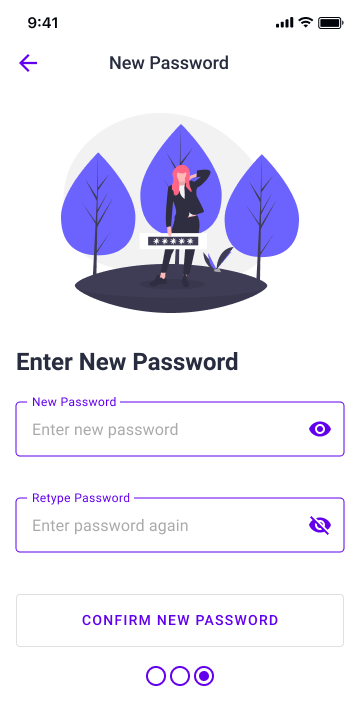 9:41
New Password
*****
Enter New Password
New Password
Enter new password
Retype Password
Enter password again
CONFIRM NEW PASSWORD